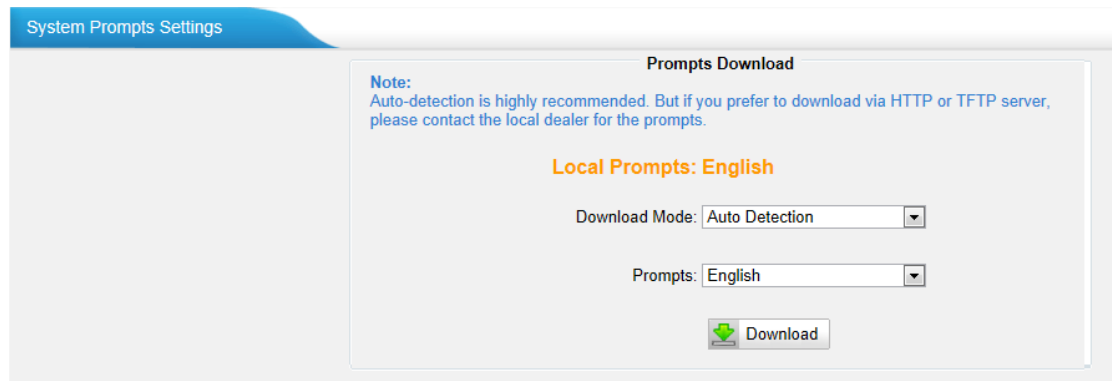 System Prompts Settings
Prompts Download
Note:
Auto-detection is highly recommended. But if you prefer to download via HTTP or TFTP server,
please contact the local dealer for the prompts.
Local Prompts: English
Download Mode: Auto Detection
Prompts: English
Download